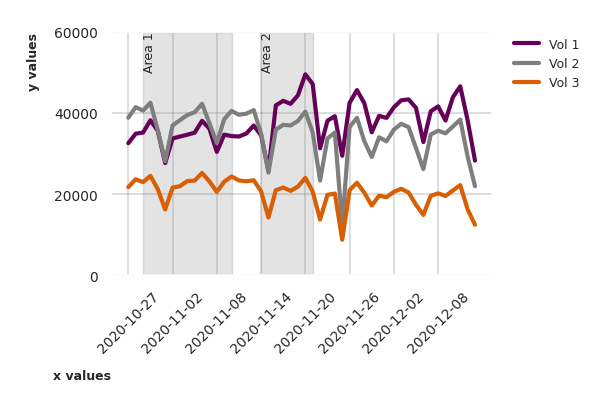 y values
60000
40000
20000
0
Area 1
Area 2
Vol 1
Vol 2
Vol 3
2020-10-27
2020-11-02
2020-11-08
2020-11-14
2020-11-20
2020-11-26
2020-12-02
2020-12-08
x values